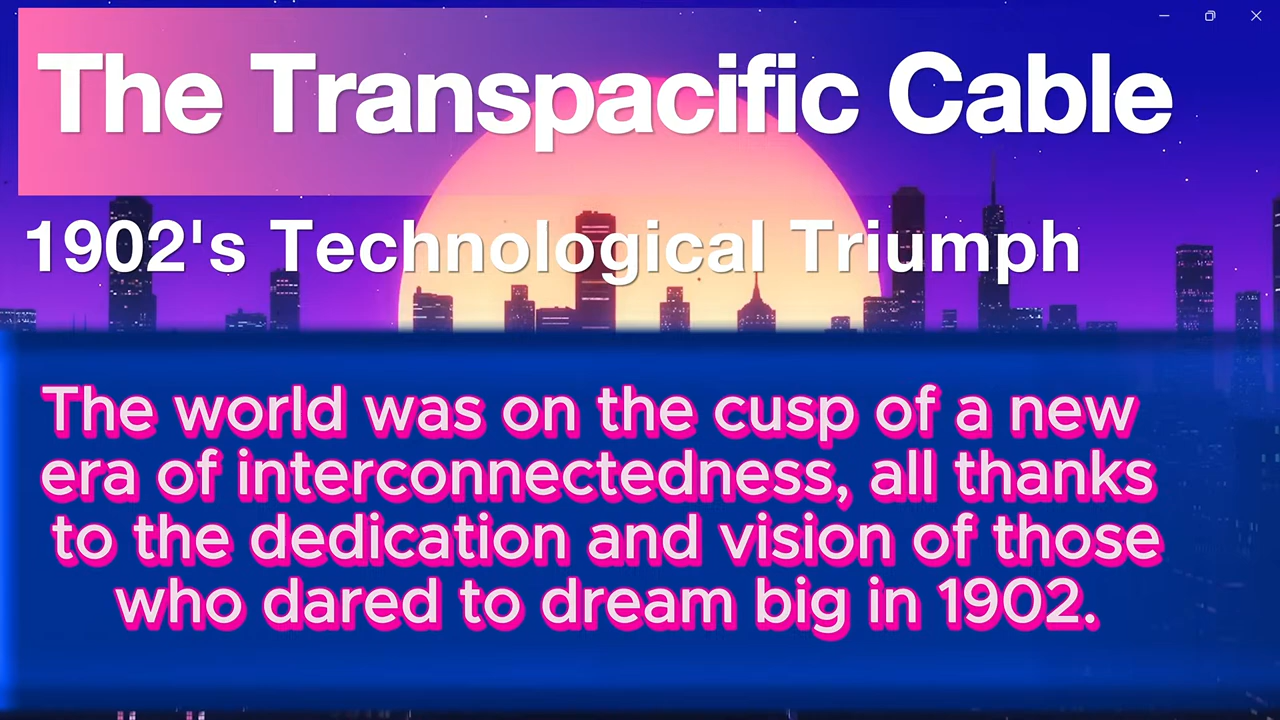 The Transpacific Cable
1902's Technological Triumph
The world was on the cusp of a new
era of interconnectedness, all thanks
to the dedication and vision of those
who dared to dream big in 1902.